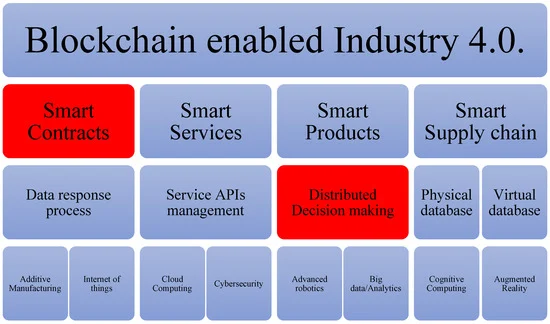 Blockchain enabled Industry 4.0.
Smart
Contracts
Smart
Services
Smart
Products
Smart
Supply chain
Data response
process
Service APIs
management
Distributed
Decision making
Physical
database
Virtual
database
Additive
Manufacturing
Internet of
things
Cloud
Computing
Cybersecurity
Advanced
robotics
Big
data/Analytics
Cognitive
Computing
Augmented
Reality